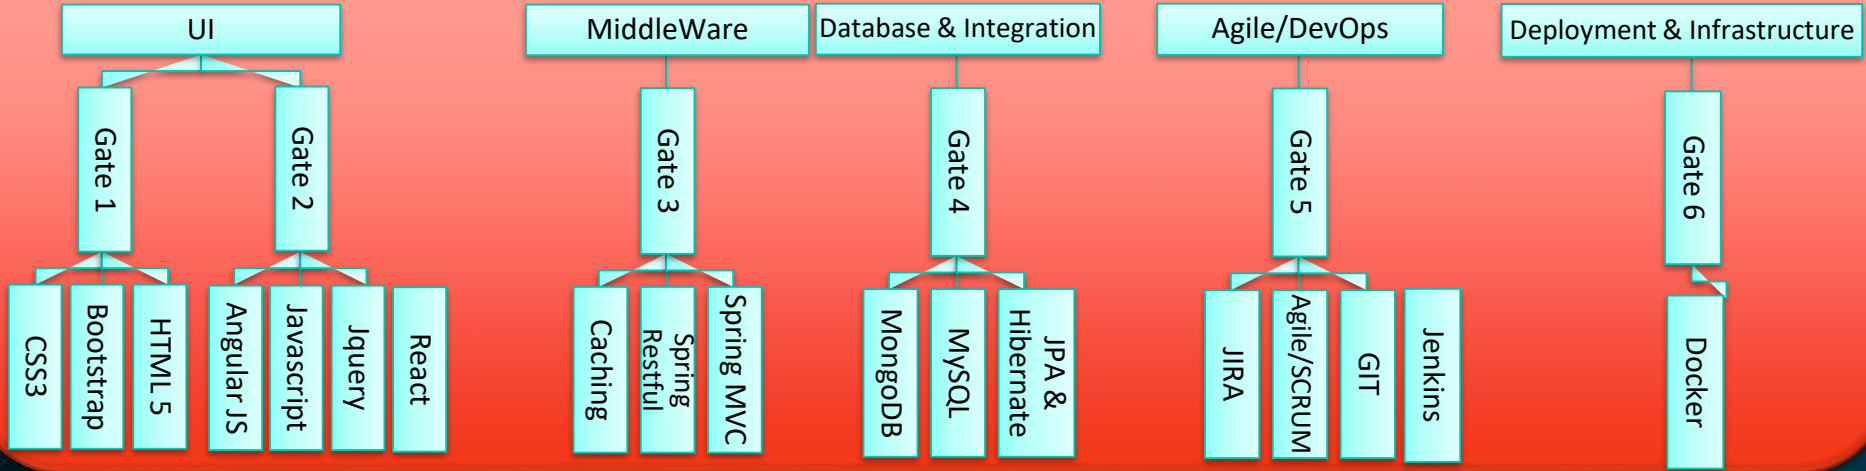 UI
MiddleWare
Database & Integration
Agile/DevOps
Deployment & Infrastructure
Gate 1
Gate 2
Gate 3
Gate 4
Gate 5
Gate 6
CSS3
Bootstrap
HTML 5
Angular JS
Javascript
Jquery
React
Caching
Spring
Restful
Spring MVC
MongoDB
MySQL
JPA &
Hibernate
JIRA
Agile/SCRUM
GIT
Jenkins
Docker